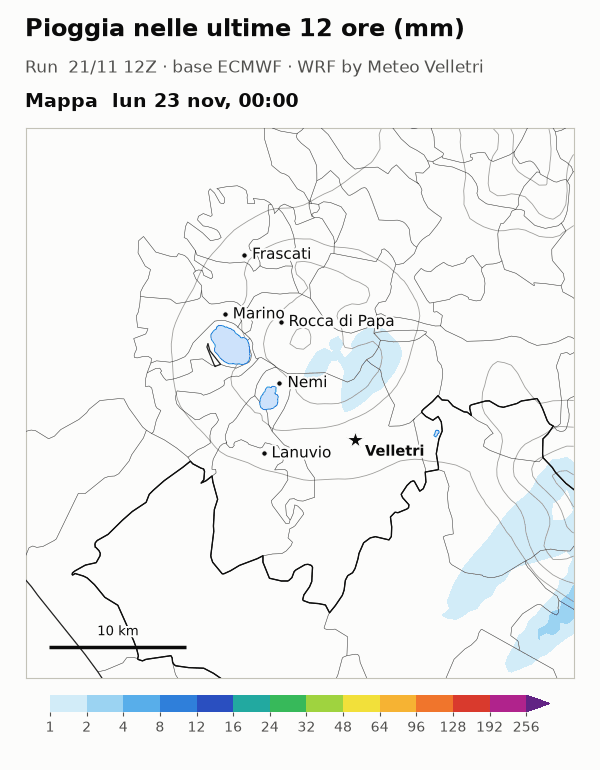 Pioggia nelle ultime 12 ore (mm)
Run  21/11 12Z · base ECMWF · WRF by Meteo Velletri
Mappa  lun 23 nov, 00:00
Frascati
Marino
Rocca di Papa
Nemi
Velletri
Lanuvio
10 km
1 2 4 8 12 16 24 32 48 64 96 128 192 256